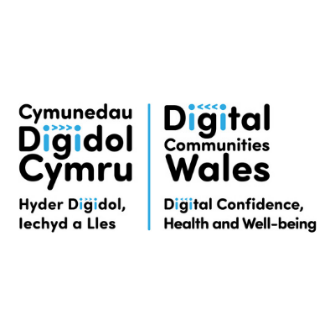 Cymunedau
Digidol
Cymru
Hyder Digidol,
Iechyd a Lles
Digital
Communities
Wales
Digital Confidence,
Health and Well-being